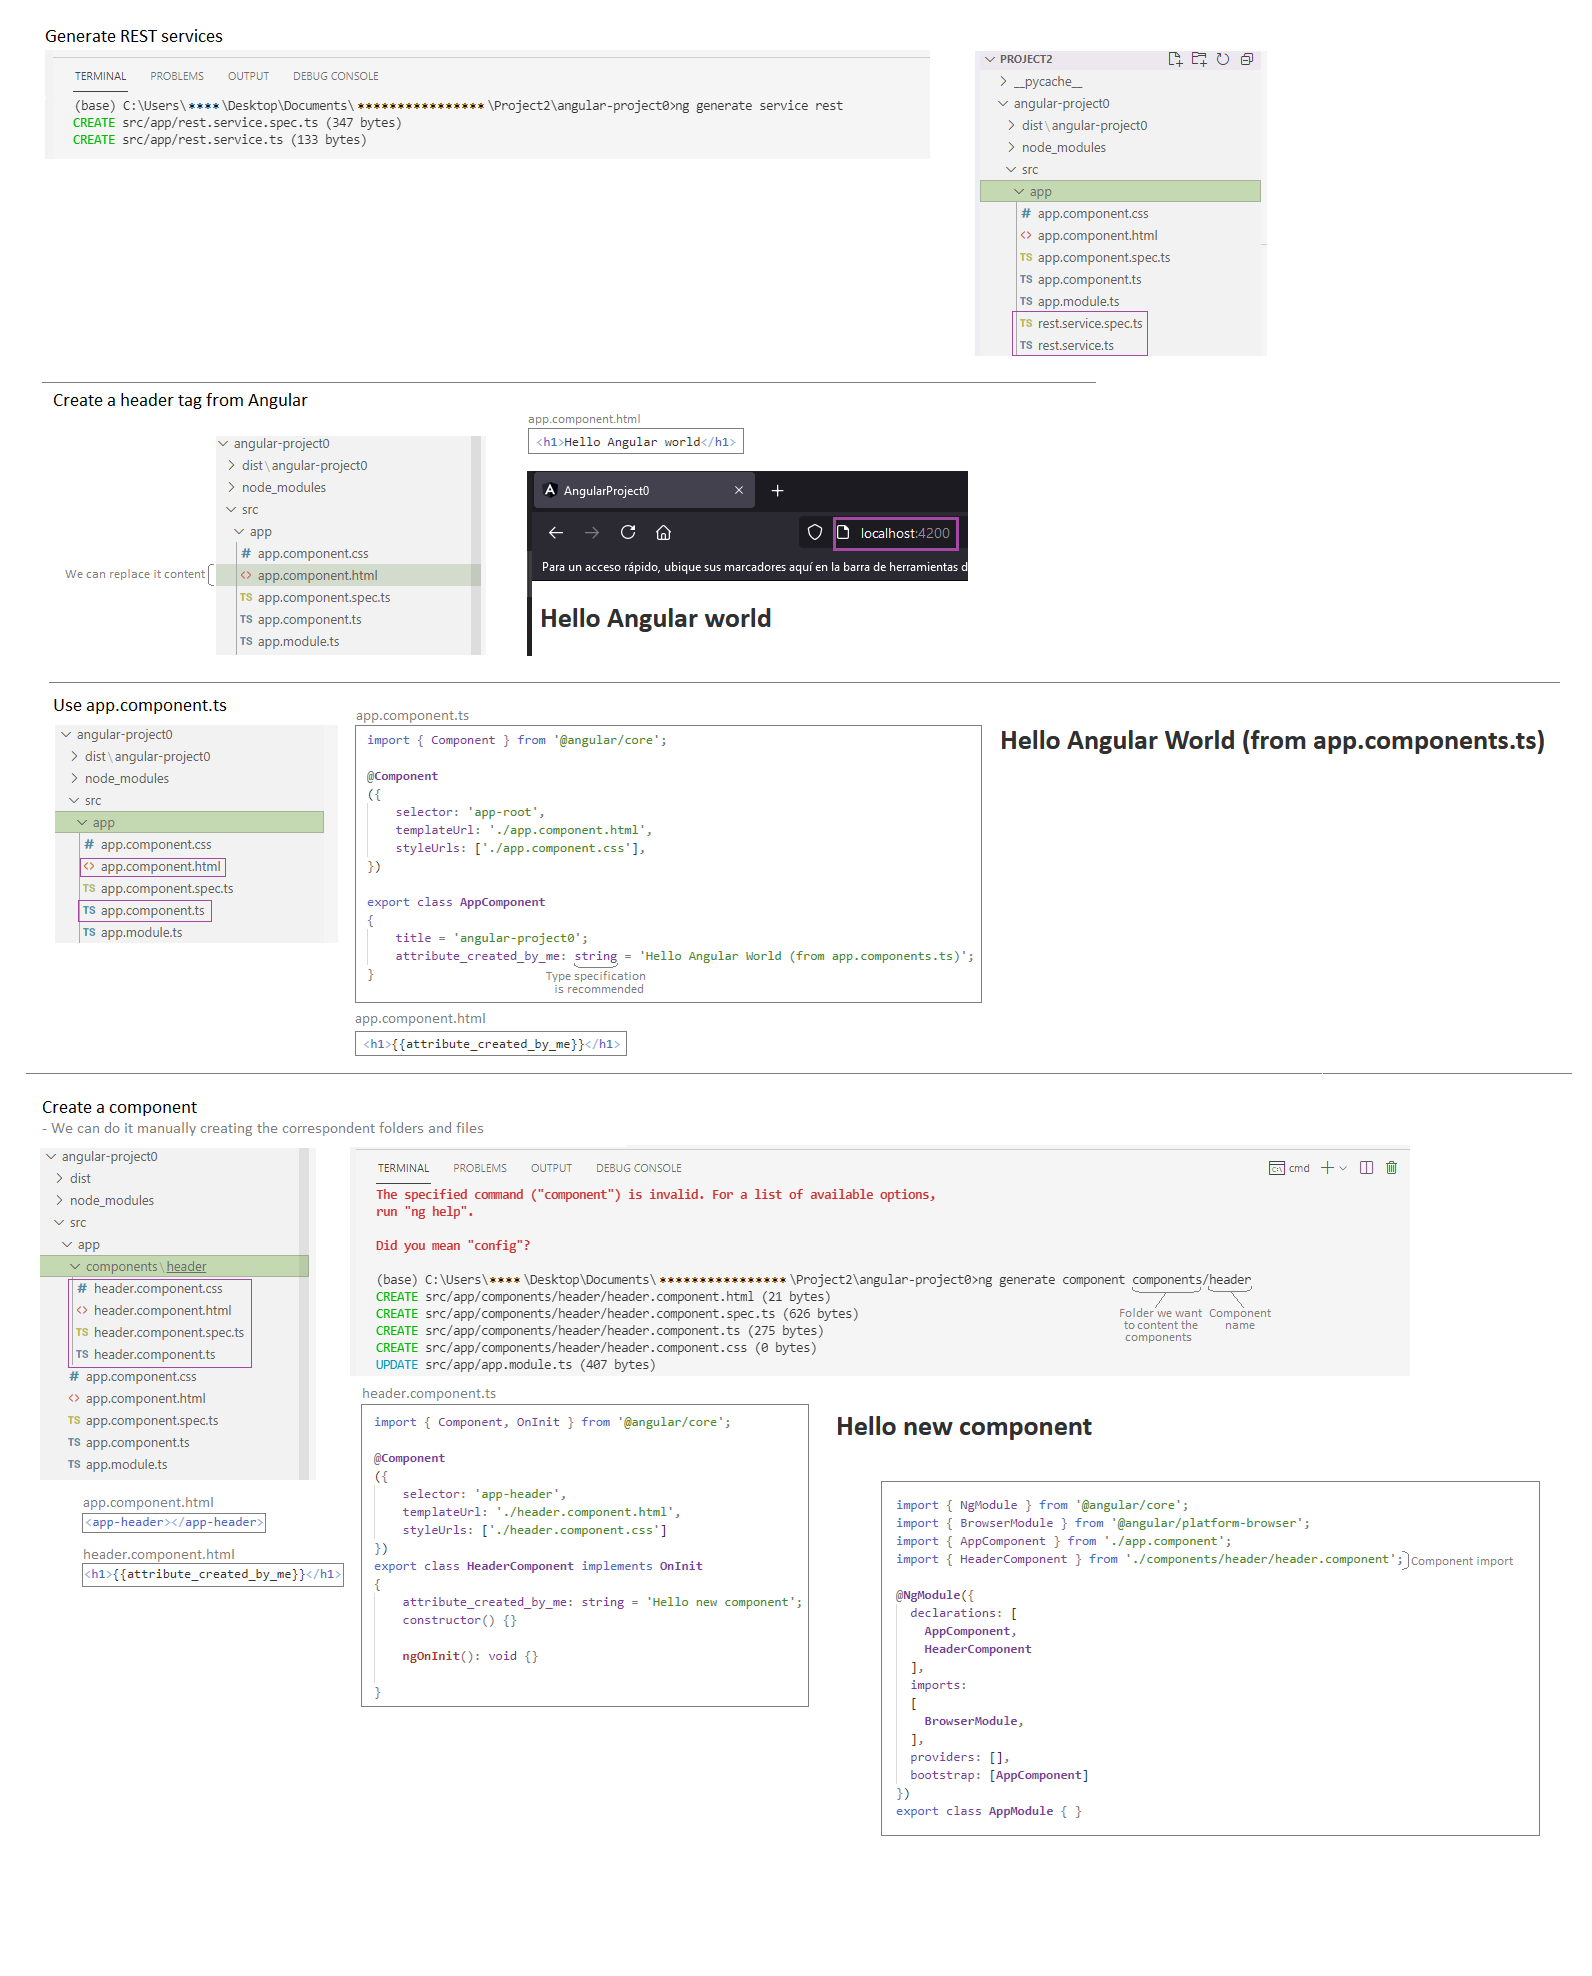 Generate REST services
TERMINAL PROBLEMS OUTPUT DEBUG CONSOLE
(base) C:\Users\****\Desktop\Documents\****************\Project2\angular-project0>ng generate service rest
CREATE src/app/rest.service.spec.ts (347 bytes)
CREATE src/app/rest.service.ts (133 bytes)
PROJECT2
__pycache__
angular-project0
dist\angular-project0
node_modules
src
app
# app.component.css
<> app.component.html
TS app.component.spec.ts
TS app.component.ts
TS app.module.ts
TS rest.service.spec.ts
TS rest.service.ts
Create a header tag from Angular
angular-project0
dist\angular-project0
node_modules
src
app
# app.component.css
We can replace it content
<> app.component.html
TS app.component.spec.ts
TS app.component.ts
TS app.module.ts
app.component.html
<h1>Hello Angular world</h1>
AngularProject0
localhost:4200
Para un acceso rápido, ubique sus marcadores aquí en la barra de herramientas d
Hello Angular world
Use app.component.ts
angular-project0
dist\angular-project0
node_modules
src
app
# app.component.css
<> app.component.html
TS app.component.spec.ts
TS app.component.ts
TS app.module.ts
app.component.ts
import { Component } from '@angular/core';
@Component
({
selector: 'app-root',
templateUrl: './app.component.html',
styleUrls: ['./app.component.css'],
})
export class AppComponent
{
title = 'angular-project0';
attribute_created_by_me: string = 'Hello Angular World (from app.components.ts)';
}
Type specification
is recommended
Hello Angular World (from app.components.ts)
app.component.html
<h1>{{attribute_created_by_me}}</h1>
Create a component
- We can do it manually creating the correspondent folders and files
angular-project0
dist
node_modules
src
app
components\header
# header.component.css
<> header.component.html
TS header.component.spec.ts
TS header.component.ts
# app.component.css
<> app.component.html
TS app.component.spec.ts
TS app.component.ts
TS app.module.ts
TERMINAL PROBLEMS OUTPUT DEBUG CONSOLE cmd
The specified command ("component") is invalid. For a list of available options,
run "ng help".
Did you mean "config"?
(base) C:\Users\****\Desktop\Documents\****************\Project2\angular-project0>ng generate component components/header
CREATE src/app/components/header/header.component.html (21 bytes)
CREATE src/app/components/header/header.component.spec.ts (626 bytes)
CREATE src/app/components/header/header.component.ts (275 bytes)
CREATE src/app/components/header/header.component.css (0 bytes)
UPDATE src/app/app.module.ts (407 bytes)
Folder we want
to content the
components
Component
name
app.component.html
<app-header></app-header>
header.component.html
<h1>{{attribute_created_by_me}}</h1>
header.component.ts
import { Component, OnInit } from '@angular/core';
@Component
({
selector: 'app-header',
templateUrl: './header.component.html',
styleUrls: ['./header.component.css']
})
export class HeaderComponent implements OnInit
{
attribute_created_by_me: string = 'Hello new component';
constructor() {}
ngOnInit(): void {}
}
Hello new component
import { NgModule } from '@angular/core';
import { BrowserModule } from '@angular/platform-browser';
import { AppComponent } from './app.component';
import { HeaderComponent } from './components/header/header.component'; Component import
@NgModule({
declarations: [
AppComponent,
HeaderComponent
],
imports:
[
BrowserModule,
],
providers: [],
bootstrap: [AppComponent]
})
export class AppModule { }